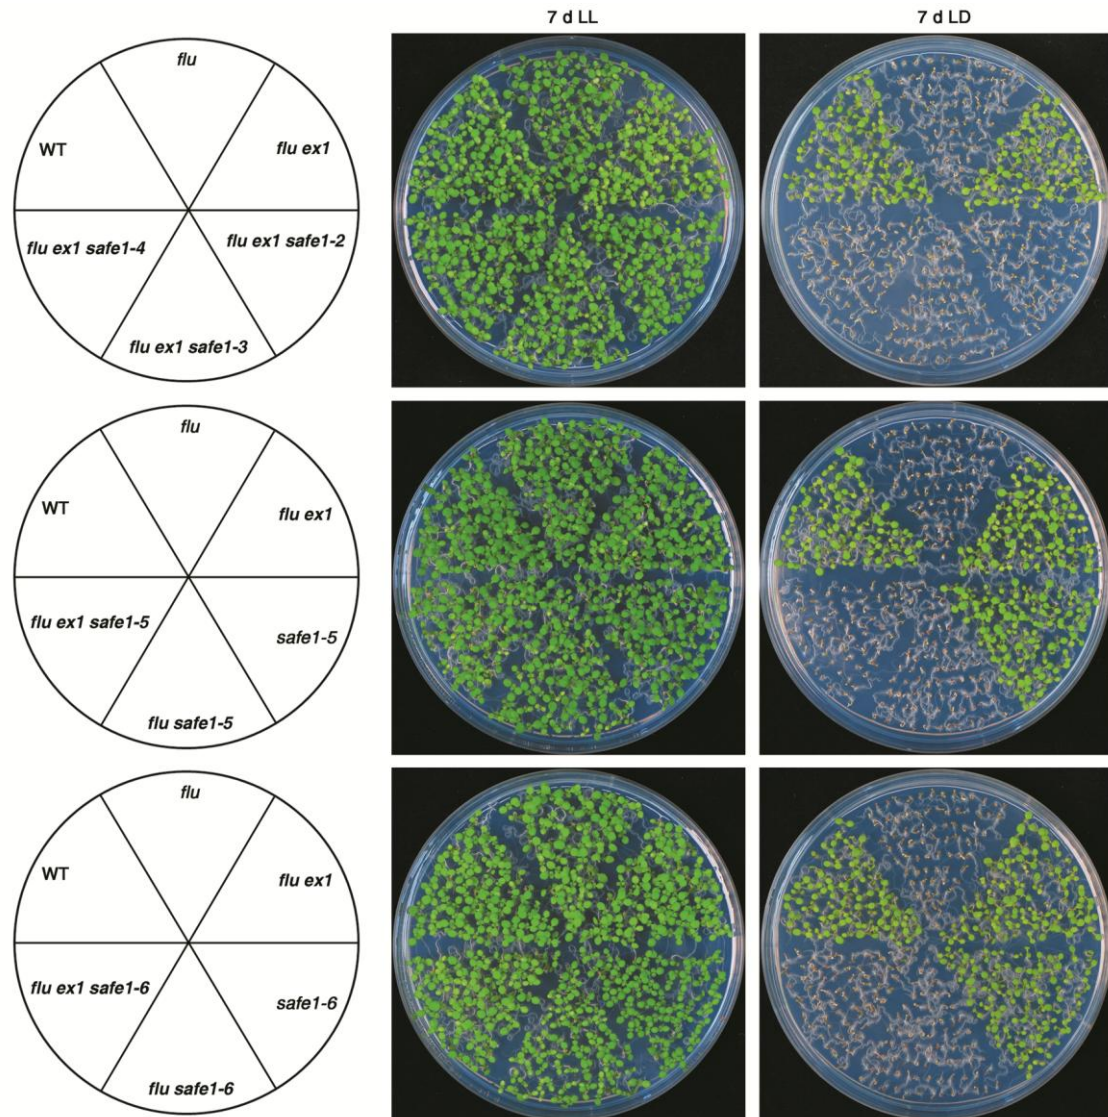 7 d LL
7 d LD
flu
WT
flu ex1
flu ex1 safe1-4
flu ex1 safe1-2
flu ex1 safe1-3
flu
WT
flu ex1
flu ex1 safe1-5
safe1-5
flu safe1-5
flu
WT
flu ex1
flu ex1 safe1-6
safe1-6
flu safe1-6